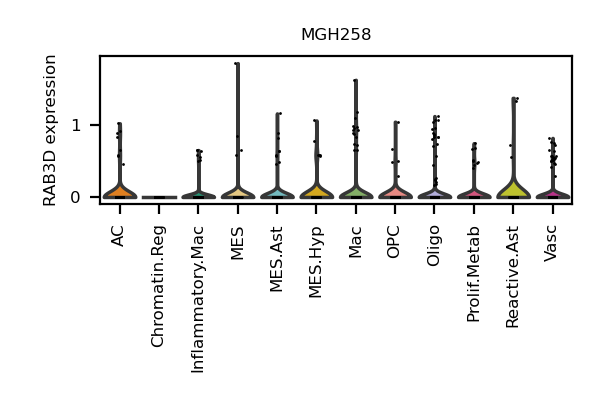 MGH258
RAB3D expression
1
0
AC
Chromatin.Reg
Inflammatory.Mac
MES
MES.Ast
MES.Hyp
Mac
OPC
Oligo
Prolif.Metab
Reactive.Ast
Vasc